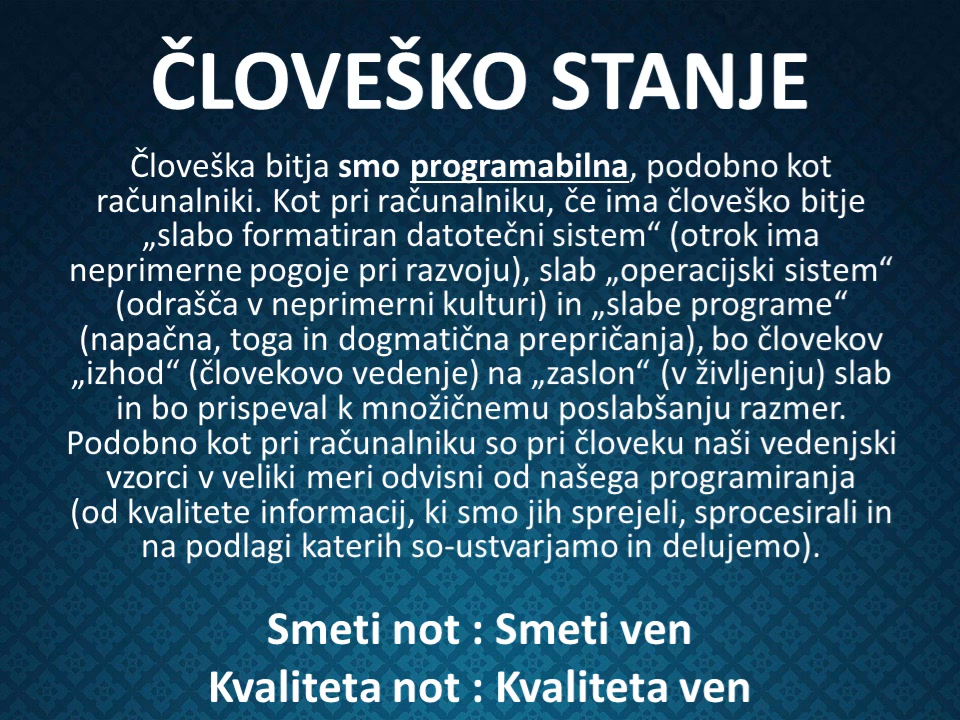 ČLOVEŠKO STANJE
Človeška bitja smo programabilna, podobno kot
računalniki. Kot pri računalniku, če ima človeško bitje
„slabo formatiran datotečni sistem“ (otrok ima
neprimerne pogoje pri razvoju), slab „operacijski sistem“
(odrašča v neprimerni kulturi) in „slabe programe“
(napačna, toga in dogmatična prepričanja), bo človekov
„izhod“ (človekovo vedenje) na „zaslon“ (v življenju) slab
in bo prispeval k množičnemu poslabšanju razmer.
Podobno kot pri računalniku so pri človeku naši vedenjski
vzorci v veliki meri odvisni od našega programiranja
(od kvalitete informacij, ki smo jih sprejeli, sprocesirali in
na podlagi katerih so-ustvarjamo in delujemo).
Smeti not : Smeti ven
Kvaliteta not : Kvaliteta ven